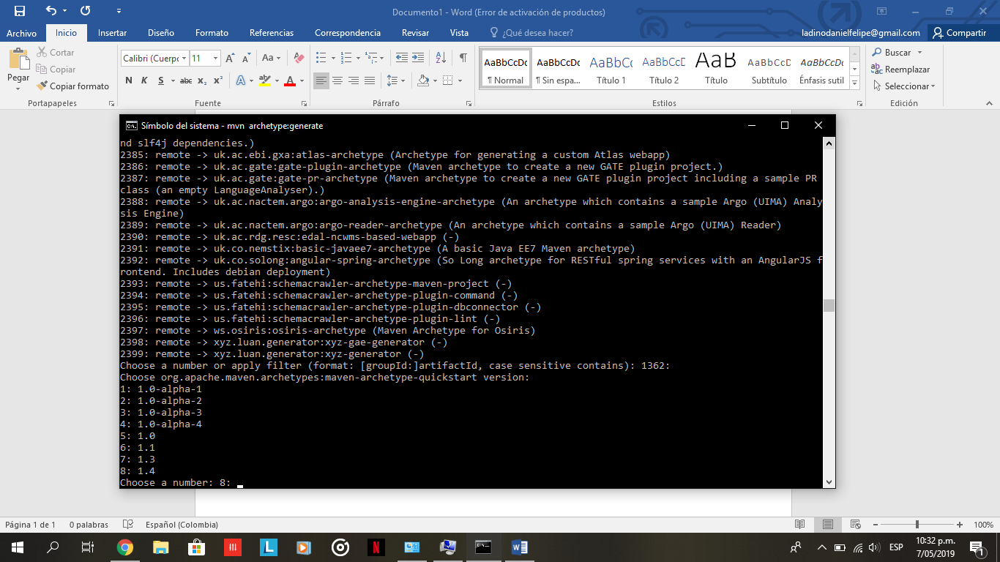 Documento1 - Word (Error de activación de productos)
Archivo Inicio Insertar Diseño Formato Referencias Correspondencia Revisar Vista ¿Qué desea hacer? ladinodanielfelipe@gmail.com Compartir
Pegar
Cortar
Copiar
Copiar formato
Portapapeles
Calibri (Cuerpo 11
N K S abc x₂ x²
Fuente
Párrafo
AaBbCcDc AaBbCcDc AaBbCc AaBbCcD AaB AaBbCcD AaBbCcDc
¶ Normal ¶ Sin espa... Título 1 Título 2 Título Subtítulo Énfasis sutil
Estilos
Buscar
Reemplazar
Seleccionar
Edición
Símbolo del sistema - mvn archetype:generate
nd slf4j dependencies.)
2385: remote -> uk.ac.ebi.gxa:atlas-archetype (Archetype for generating a custom Atlas webapp)
2386: remote -> uk.ac.gate:gate-plugin-archetype (Maven archetype to create a new GATE plugin project.)
2387: remote -> uk.ac.gate:gate-pr-archetype (Maven archetype to create a new GATE plugin project including a sample PR
class (an empty LanguageAnalyser).)
2388: remote -> uk.ac.nactem.argo:argo-analysis-engine-archetype (An archetype which contains a sample Argo (UIMA) Analy
sis Engine)
2389: remote -> uk.ac.nactem.argo:argo-reader-archetype (An archetype which contains a sample Argo (UIMA) Reader)
2390: remote -> uk.ac.rdg.resc:edal-ncwms-based-webapp (-)
2391: remote -> uk.co.nemstix:basic-javaee7-archetype (A basic Java EE7 Maven archetype)
2392: remote -> uk.co.solong:angular-spring-archetype (So Long archetype for RESTful spring services with an AngularJS f
rontend. Includes debian deployment)
2393: remote -> us.fatehi:schemacrawler-archetype-maven-project (-)
2394: remote -> us.fatehi:schemacrawler-archetype-plugin-command (-)
2395: remote -> us.fatehi:schemacrawler-archetype-plugin-dbconnector (-)
2396: remote -> us.fatehi:schemacrawler-archetype-plugin-lint (-)
2397: remote -> ws.osiris:osiris-archetype (Maven Archetype for Osiris)
2398: remote -> xyz.luan.generator:xyz-gae-generator (-)
2399: remote -> xyz.luan.generator:xyz-generator (-)
Choose a number or apply filter (format: [groupId:]artifactId, case sensitive contains): 1362:
Choose org.apache.maven.archetypes:maven-archetype-quickstart version:
1: 1.0-alpha-1
2: 1.0-alpha-2
3: 1.0-alpha-3
4: 1.0-alpha-4
5: 1.0
6: 1.1
7: 1.3
8: 1.4
Choose a number: 8:
Página 1 de 1 0 palabras Español (Colombia) 100%
ESP 10:32 p.m.
7/05/2019